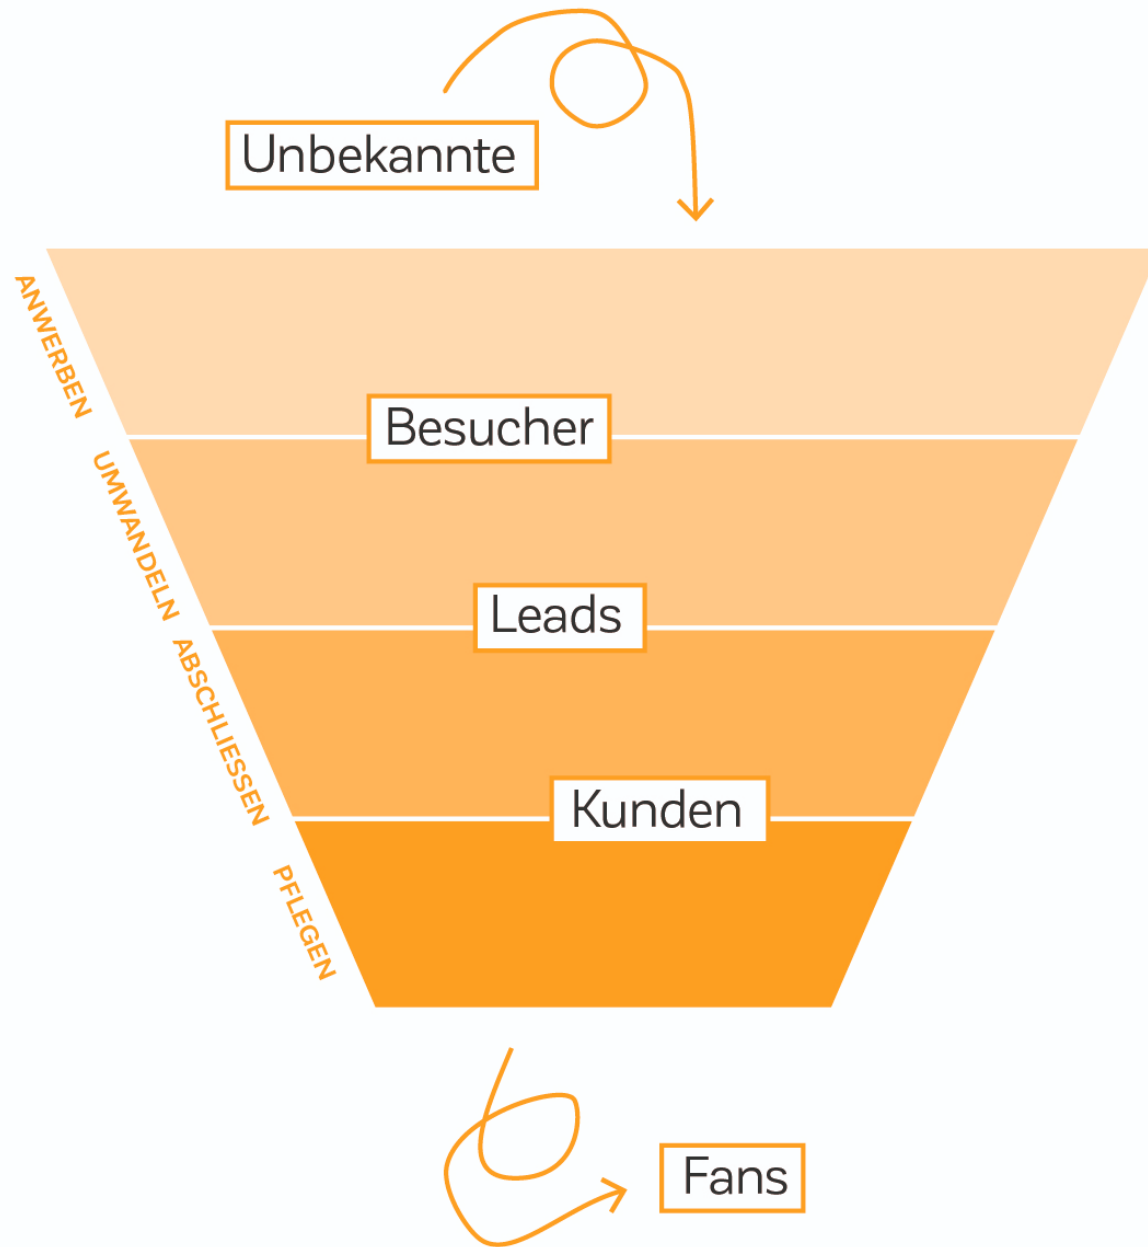 Unbekannte
ANWERBEN
Besucher
UMWANDELN
Leads
ABSCHLIESSEN
Kunden
PFLEGEN
Fans